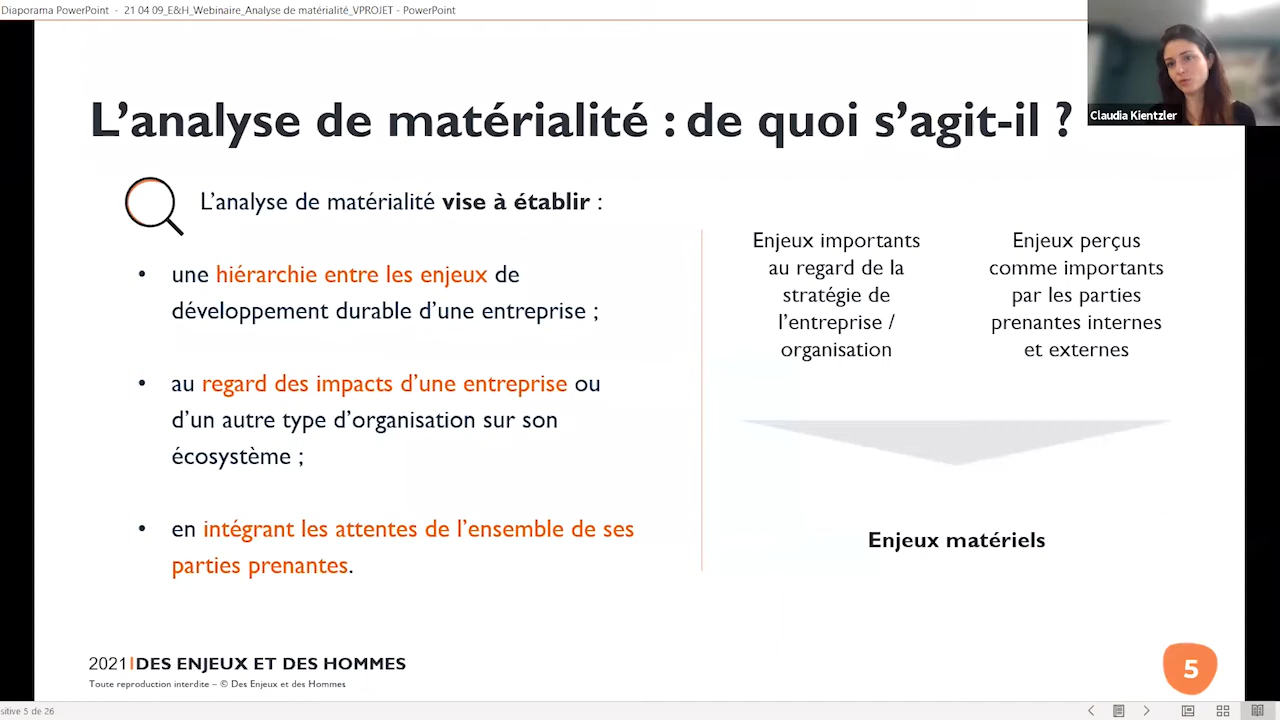 Diaporama PowerPoint - 21 04 09_E&H_Webinaire_Analyse de matérialité_VPROJET - PowerPoint
Claudia Kientzler
L’analyse de matérialité : de quoi s’agit-il ?
L’analyse de matérialité vise à établir :
• une hiérarchie entre les enjeux de
développement durable d’une entreprise ;
• au regard des impacts d’une entreprise ou
d’un autre type d’organisation sur son
écosystème ;
• en intégrant les attentes de l’ensemble de ses
parties prenantes.
Enjeux importants
au regard de la
stratégie de
l’entreprise /
organisation
Enjeux perçus
comme importants
par les parties
prenantes internes
et externes
Enjeux matériels
2021 | DES ENJEUX ET DES HOMMES
Toute reproduction interdite – © Des Enjeux et des Hommes
5
sitive 5 de 26